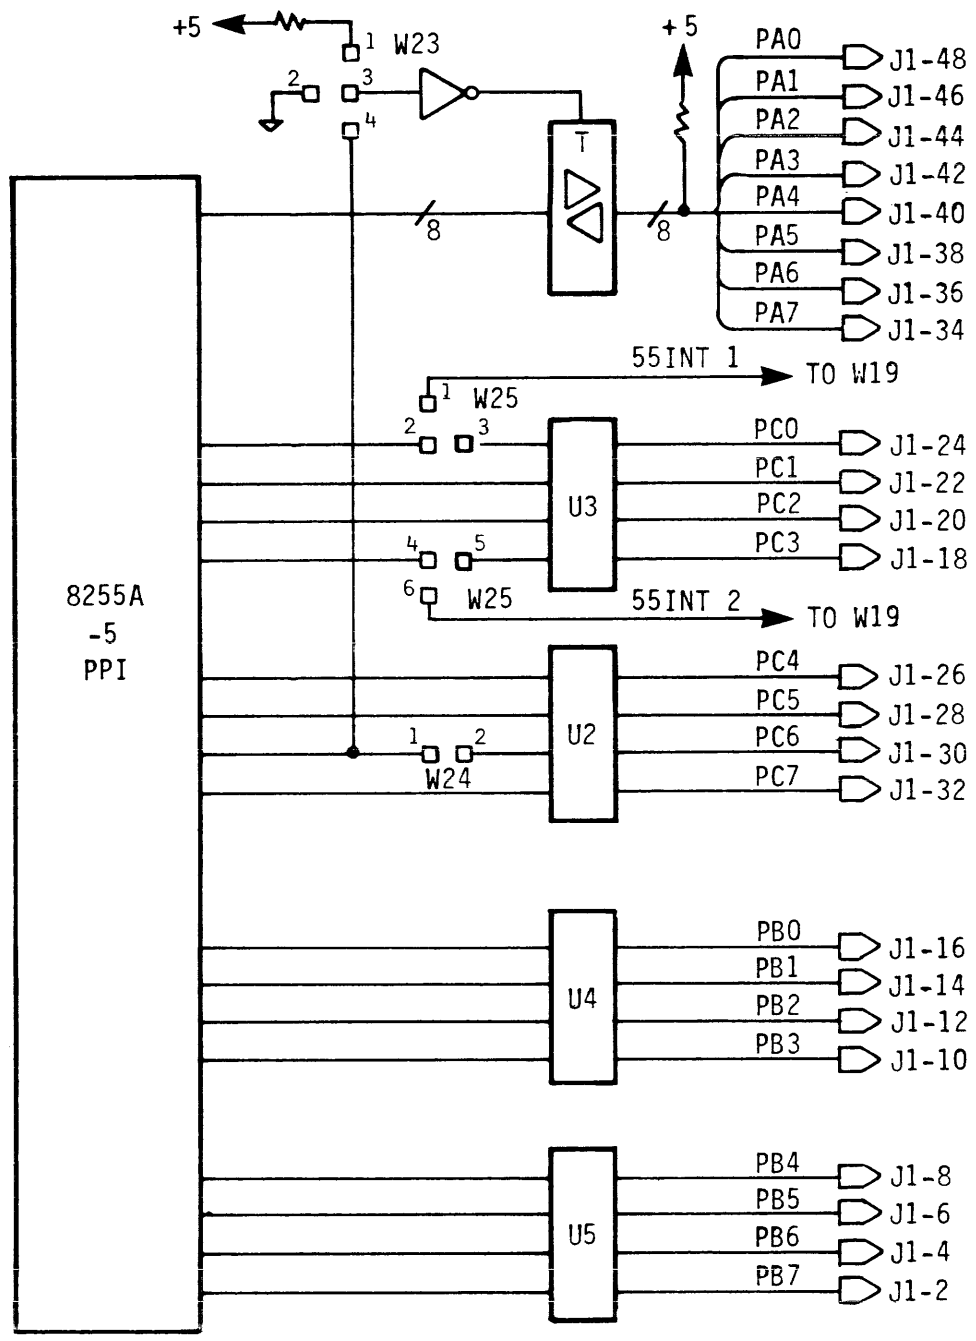 +5
1 W23
2 3
4
T
8
8
+5
PA0 J1-48
PA1 J1-46
PA2 J1-44
PA3 J1-42
PA4 J1-40
PA5 J1-38
PA6 J1-36
PA7 J1-34
55INT 1 TO W19
1 W25
2 3
U3
PC0 J1-24
PC1 J1-22
PC2 J1-20
PC3 J1-18
4 5
6 W25
55INT 2 TO W19
8255A
-5
PPI
U2
PC4 J1-26
PC5 J1-28
PC6 J1-30
PC7 J1-32
1 2
W24
U4
PB0 J1-16
PB1 J1-14
PB2 J1-12
PB3 J1-10
U5
PB4 J1-8
PB5 J1-6
PB6 J1-4
PB7 J1-2